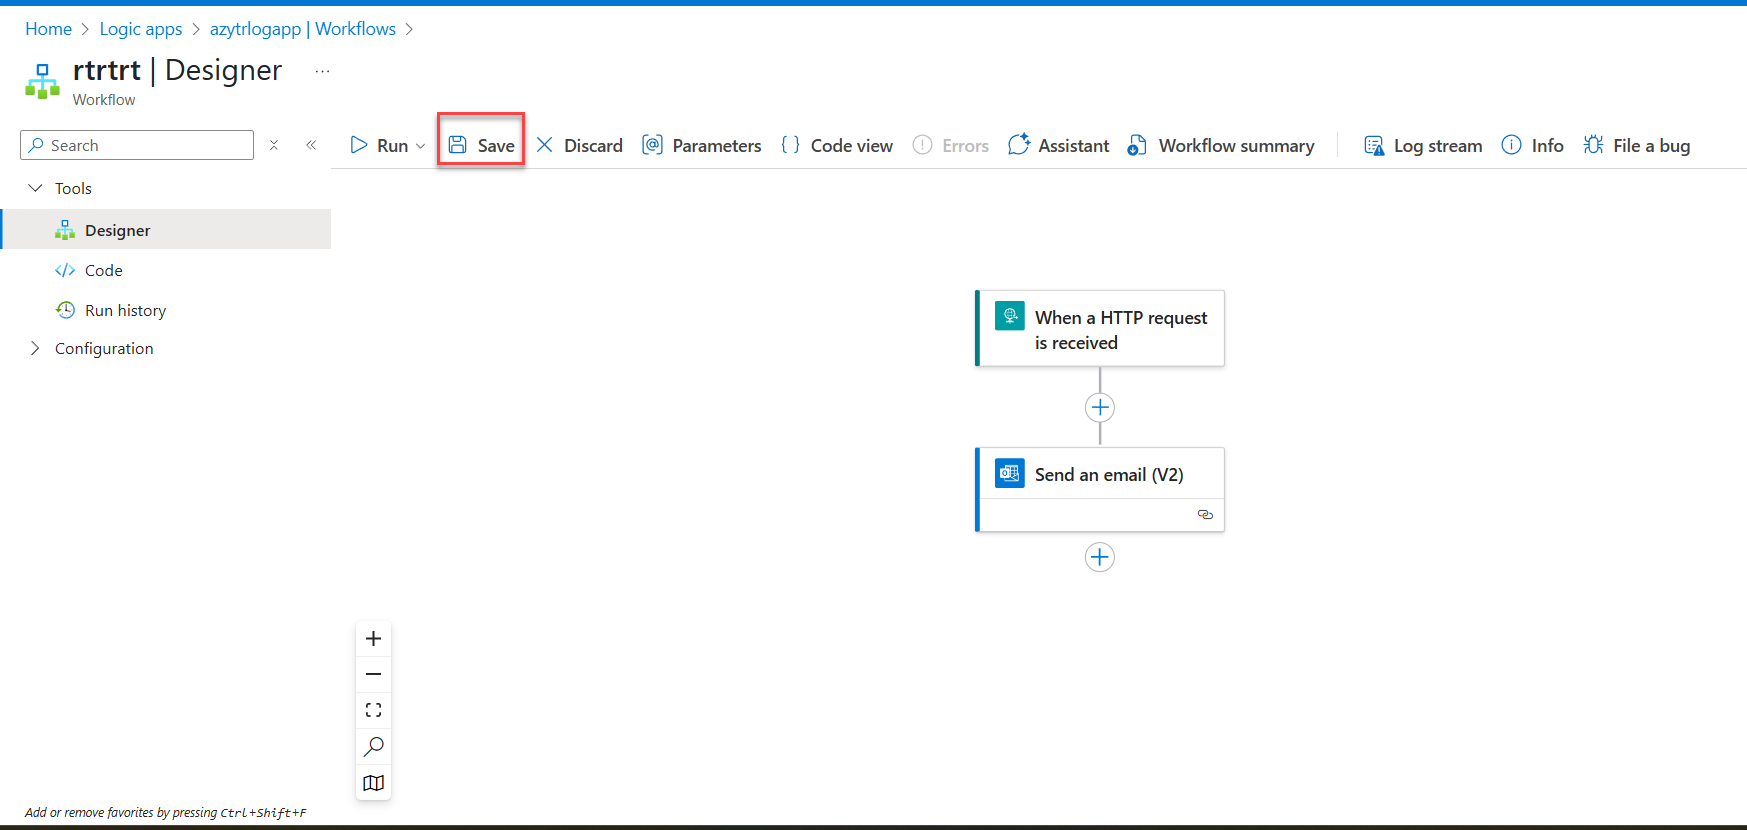 Home > Logic apps > azytrlogapp | Workflows >
rtrtrt | Designer ...
Workflow
Search
Run
Save
Discard
Parameters
Code view
Errors
Assistant
Workflow summary
Log stream
Info
File a bug
Tools
Designer
Code
Run history
Configuration
When a HTTP request
is received
Send an email (V2)
Add or remove favorites by pressing Ctrl+Shift+F